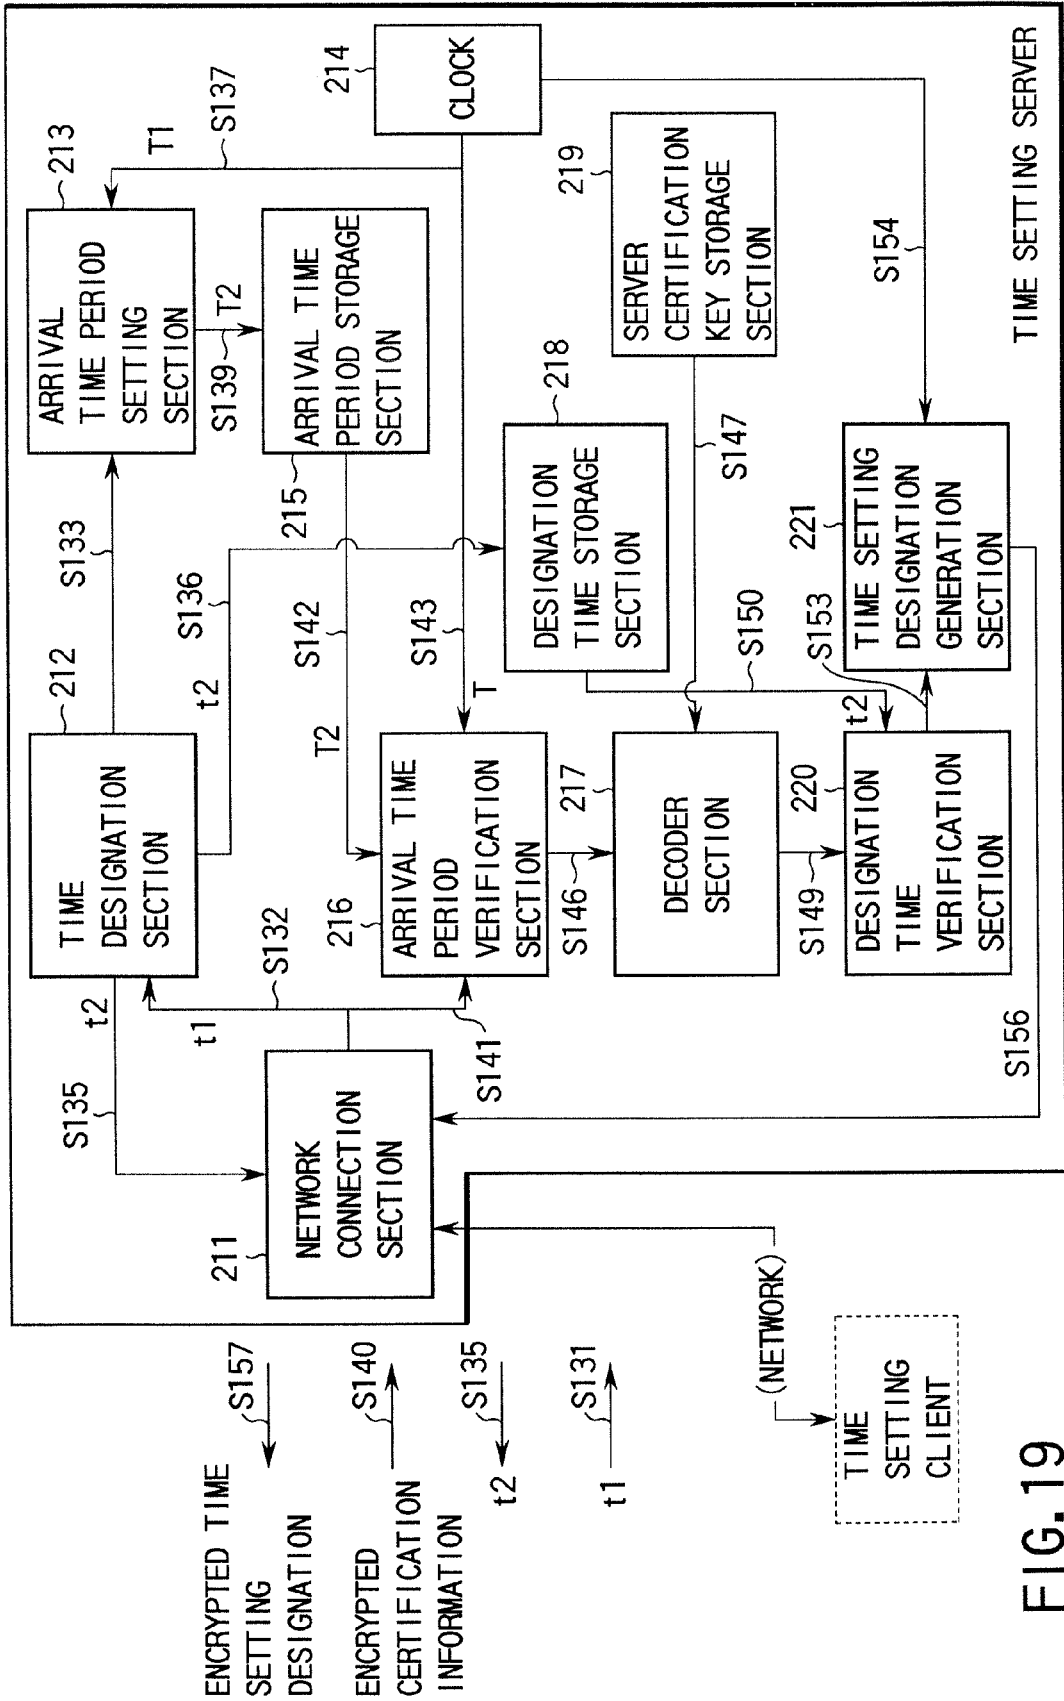 TIME SETTING SERVER
211
NETWORK
CONNECTION
SECTION
212
TIME
DESIGNATION
SECTION
213
ARRIVAL
TIME PERIOD
SETTING
SECTION
214
CLOCK
215
ARRIVAL TIME
PERIOD STORAGE
SECTION
216
ARRIVAL TIME
PERIOD
VERIFICATION
SECTION
217
DECODER
SECTION
218
DESIGNATION
TIME STORAGE
SECTION
219
SERVER
CERTIFICATION
KEY STORAGE
SECTION
220
DESIGNATION
TIME
VERIFICATION
SECTION
221
TIME SETTING
DESIGNATION
GENERATION
SECTION
S135
t2
t1
S132
S141
S133
t2
S136
T1
S137
S139
T2
T2
S142
T
S143
S146
S147
S149
S150
t2
S153
S154
S156
ENCRYPTED TIME
SETTING
DESIGNATION
S157
ENCRYPTED
CERTIFICATION
INFORMATION
S140
t2
S135
t1
S131
(NETWORK)
TIME
SETTING
CLIENT
FIG. 19